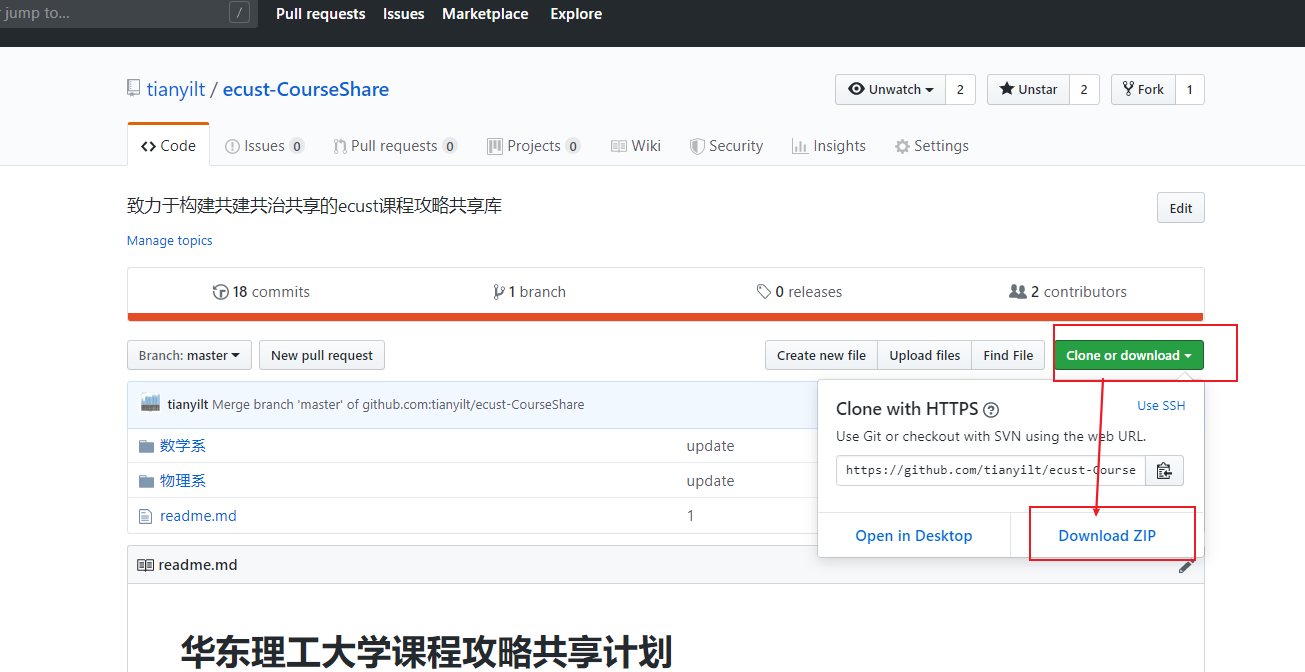 jump to... /
Pull requests Issues Marketplace Explore
tianyilt / ecust-CourseShare
Unwatch 2 Unstar 2 Fork 1
Code Issues 0 Pull requests 0 Projects 0 Wiki Security Insights Settings
致力于构建共建共治共享的ecust课程攻略共享库
Edit
Manage topics
18 commits 1 branch 0 releases 2 contributors
Branch: master New pull request Create new file Upload files Find File Clone or download
tianyilt Merge branch 'master' of github.com:tianyilt/ecust-CourseShare
数学系 update
物理系 update
readme.md 1
Clone with HTTPS ? Use SSH
Use Git or checkout with SVN using the web URL.
https://github.com/tianyilt/ecust-Course
Open in Desktop Download ZIP
readme.md
华东理工大学课程攻略共享计划